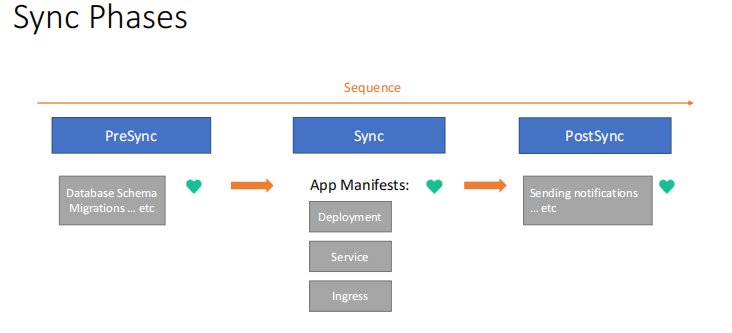 Sync Phases
Sequence
PreSync
Sync
PostSync
Database Schema
Migrations ... etc
App Manifests:
Deployment
Service
Ingress
Sending notifications
... etc